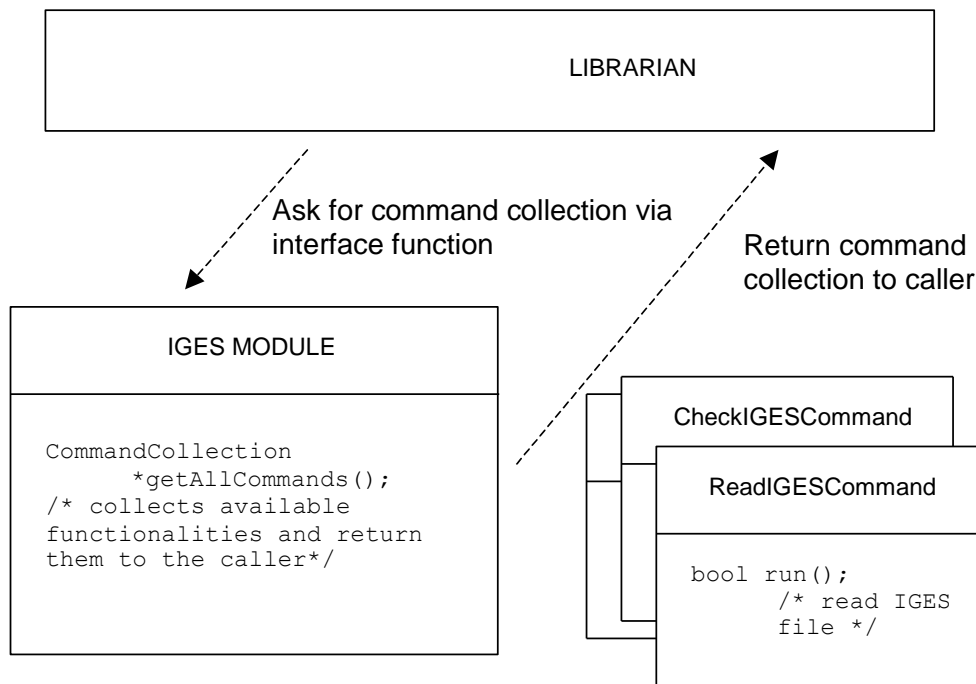 LIBRARIAN
Ask for command collection via
interface function
Return command
collection to caller
IGES MODULE
CommandCollection
*getAllCommands();
/* collects available
functionalities and return
them to the caller*/
CheckIGESCommand
ReadIGESCommand
bool run();
/* read IGES
file */